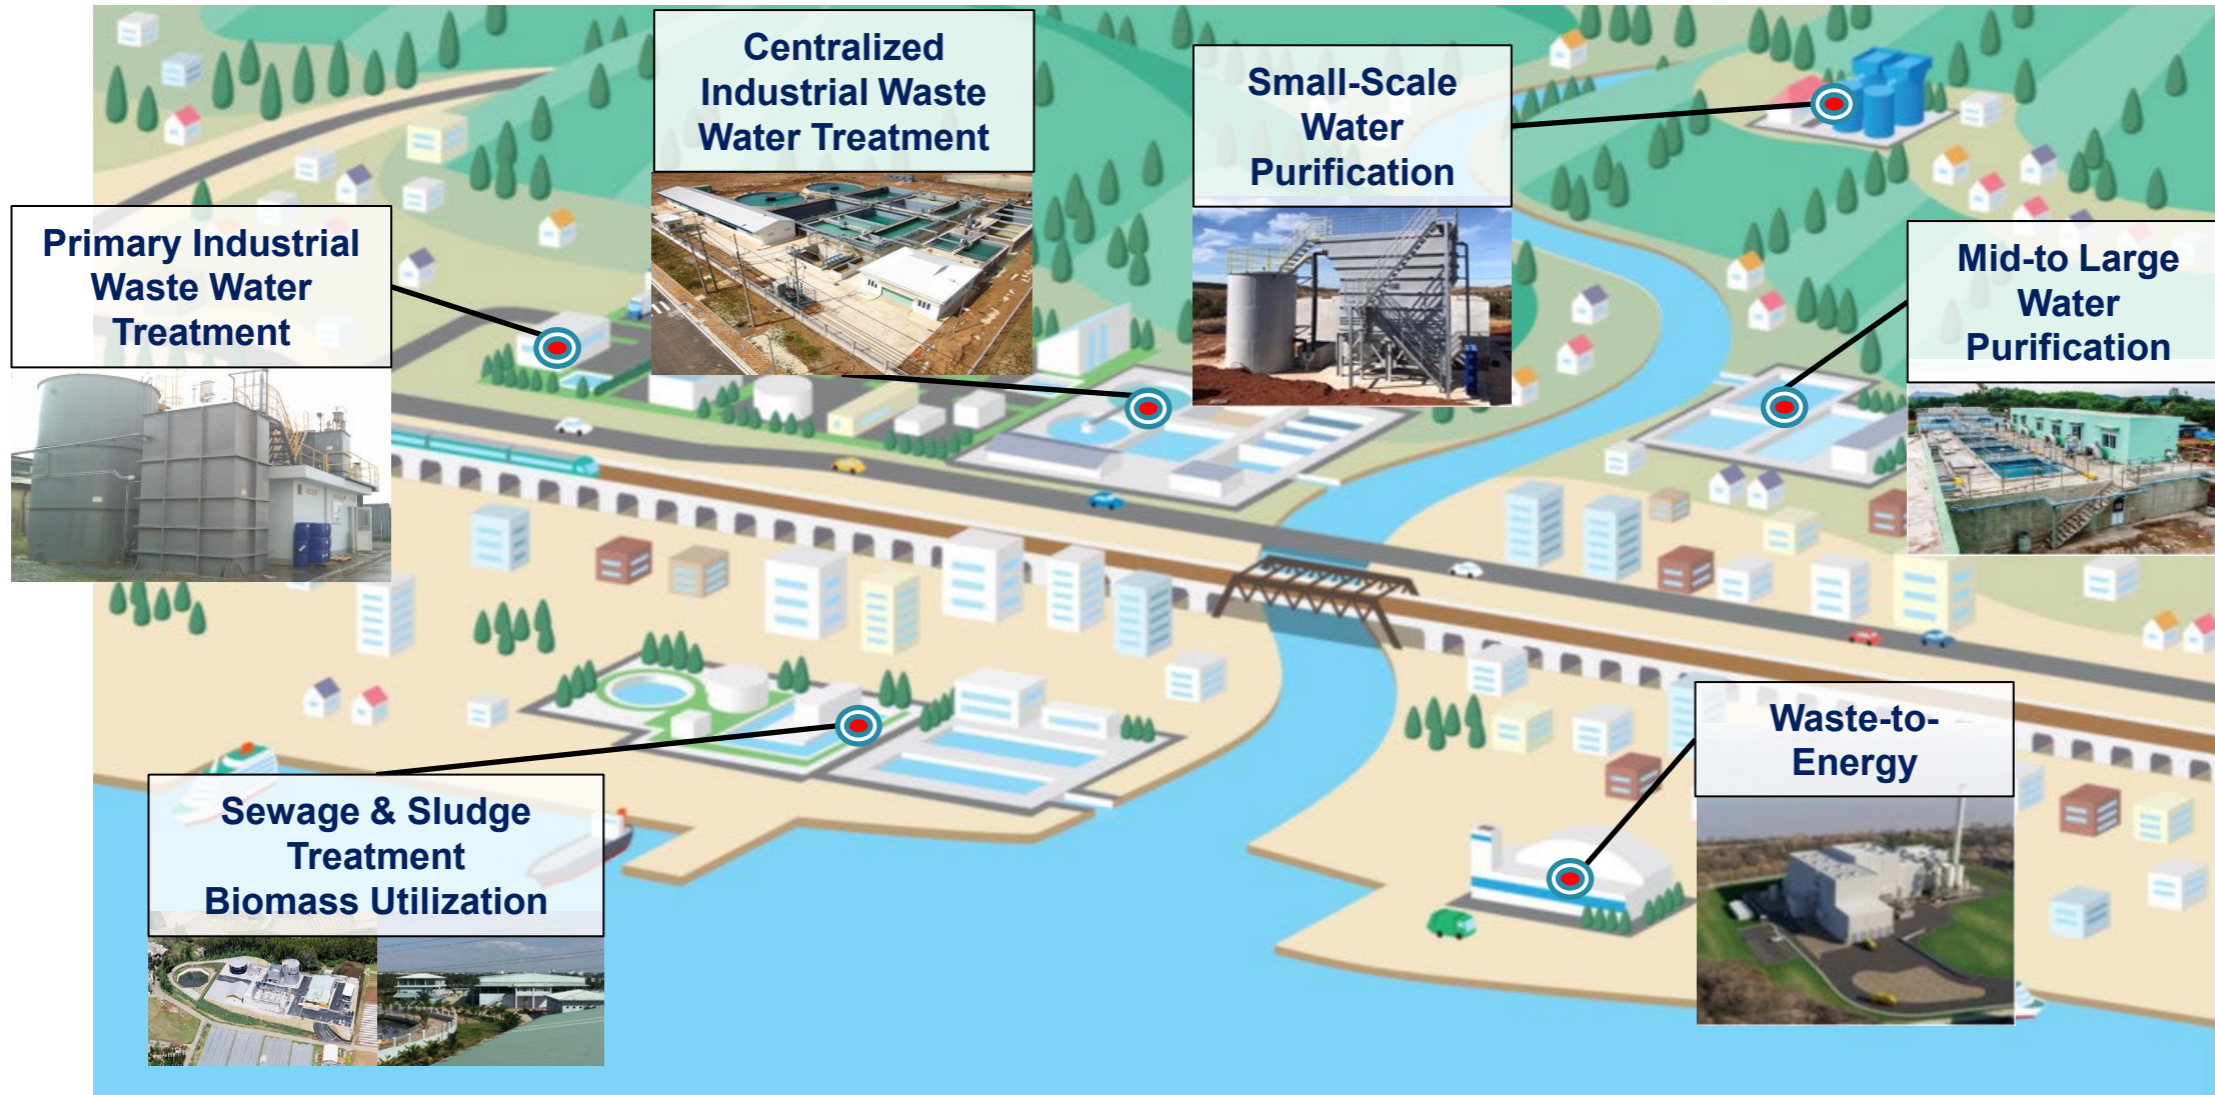 Centralized
Industrial Waste
Water Treatment
Small-Scale
Water
Purification
Primary Industrial
Waste Water
Treatment
Mid-to Large
Water
Purification
Waste-to-
Energy
Sewage & Sludge
Treatment
Biomass Utilization